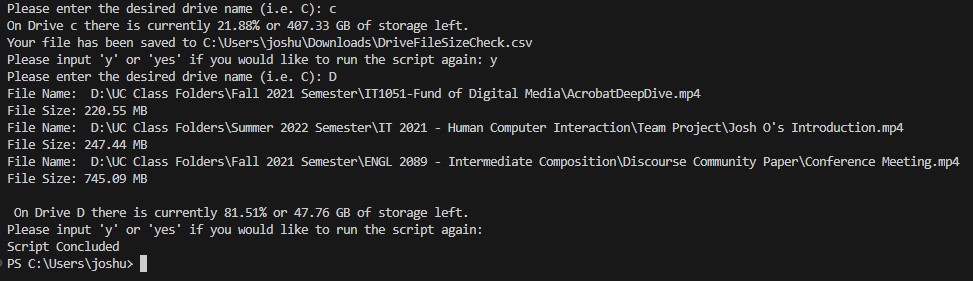 Please enter the desired drive name (i.e. C): c
On Drive c there is currently 21.88% or 407.33 GB of storage left.
Your file has been saved to C:\Users\joshu\Downloads\DriveFileSizeCheck.csv
Please input 'y' or 'yes' if you would like to run the script again: y
Please enter the desired drive name (i.e. C): D
File Name:  D:\UC Class Folders\Fall 2021 Semester\IT1051-Fund of Digital Media\AcrobatDeepDive.mp4
File Size: 220.55 MB
File Name:  D:\UC Class Folders\Summer 2022 Semester\IT 2021 - Human Computer Interaction\Team Project\Josh O's Introduction.mp4
File Size: 247.44 MB
File Name:  D:\UC Class Folders\Fall 2021 Semester\ENGL 2089 - Intermediate Composition\Discourse Community Paper\Conference Meeting.mp4
File Size: 745.09 MB
On Drive D there is currently 81.51% or 47.76 GB of storage left.
Please input 'y' or 'yes' if you would like to run the script again:
Script Concluded
PS C:\Users\joshu>